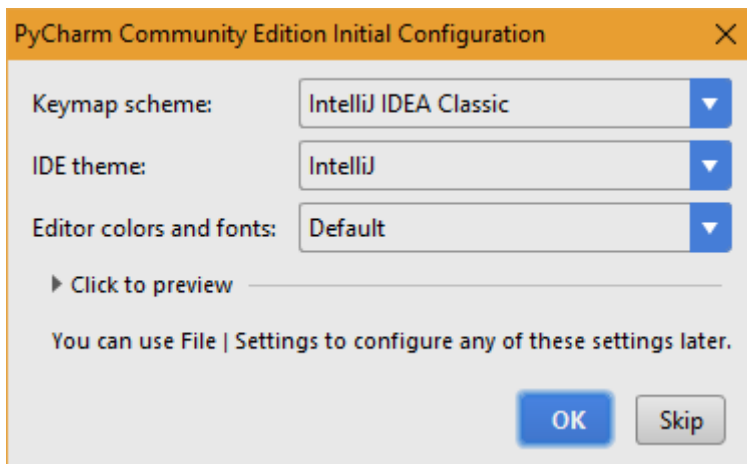 PyCharm Community Edition Initial Configuration
Keymap scheme: IntelliJ IDEA Classic
IDE theme: IntelliJ
Editor colors and fonts: Default
Click to preview
You can use File | Settings to configure any of these settings later.
OK Skip